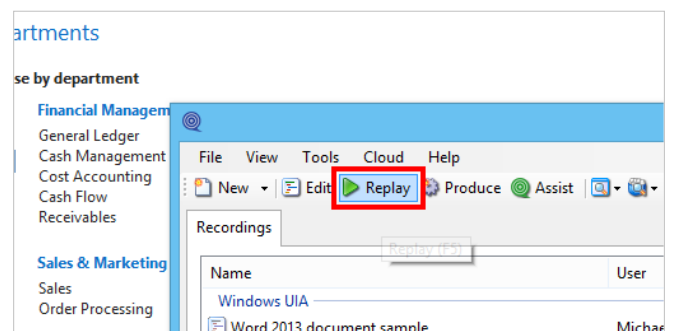 artments
se by department
Financial Managem
General Ledger
Cash Management
Cost Accounting
Cash Flow
Receivables
Sales & Marketing
Sales
Order Processing
File View Tools Cloud Help
New Edit Replay Produce Assist
Recordings
Replay (F5)
Name User
Windows UIA
Word 2013 document sample Michae